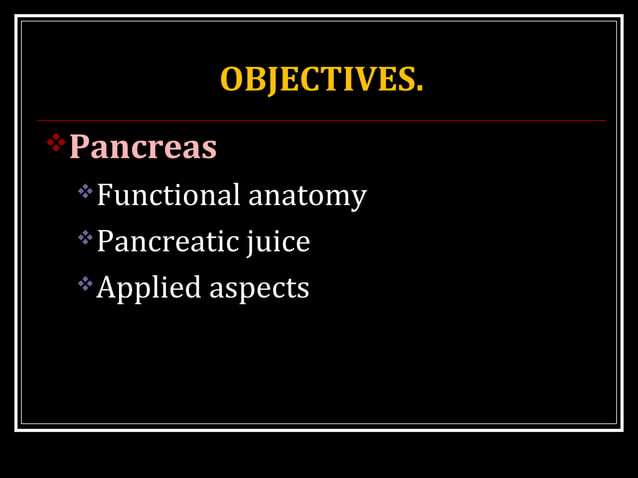 OBJECTIVES.
Pancreas
Functional anatomy
Pancreatic juice
Applied aspects